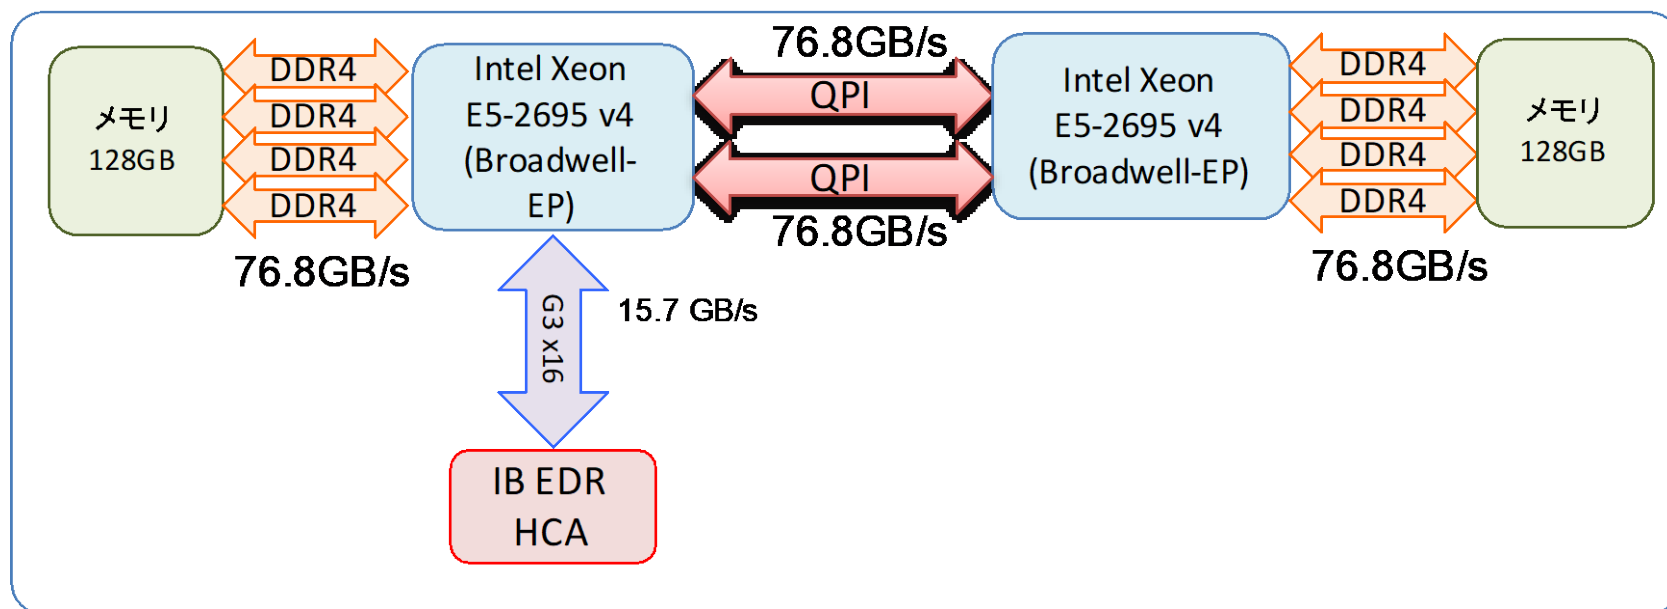 メモリ
128GB
DDR4
DDR4
DDR4
DDR4
76.8GB/s
Intel Xeon
E5-2695 v4
(Broadwell-
EP)
76.8GB/s
QPI
QPI
76.8GB/s
Intel Xeon
E5-2695 v4
(Broadwell-EP)
DDR4
DDR4
DDR4
DDR4
76.8GB/s
メモリ
128GB
G3 x16
15.7 GB/s
IB EDR
HCA